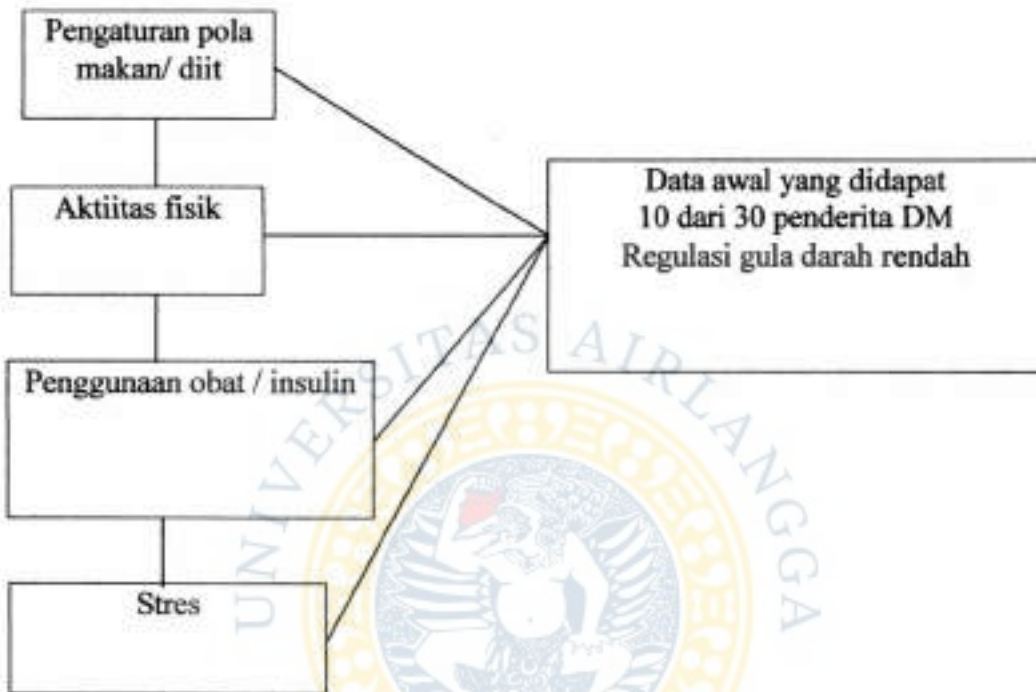 Pengaturan pola
makan/ diit
Aktiitas fisik
Penggunaan obat / insulin
Stres
Data awal yang didapat
10 dari 30 penderita DM
Regulasi gula darah rendah
UNIVERSITAS AIRLANGGA